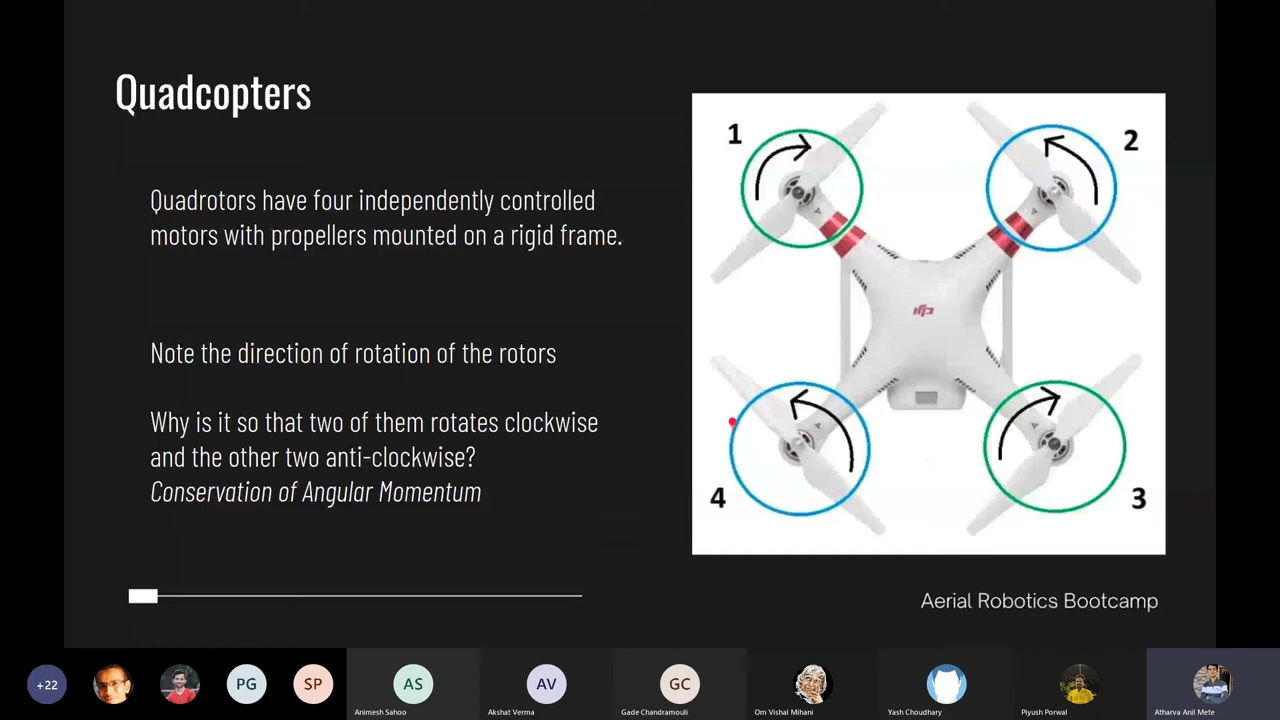 Quadcopters
Quadrotors have four independently controlled
motors with propellers mounted on a rigid frame.
Note the direction of rotation of the rotors
Why is it so that two of them rotates clockwise
and the other two anti-clockwise?
Conservation of Angular Momentum
1
2
4
3
Aerial Robotics Bootcamp
+22
PG
SP
AS
AV
GC
Animesh Sahoo
Akshat Verma
Gade Chandramouli
Om Vishal Mihani
Yash Choudhary
Piyush Porwal
Atharva Anil Mete